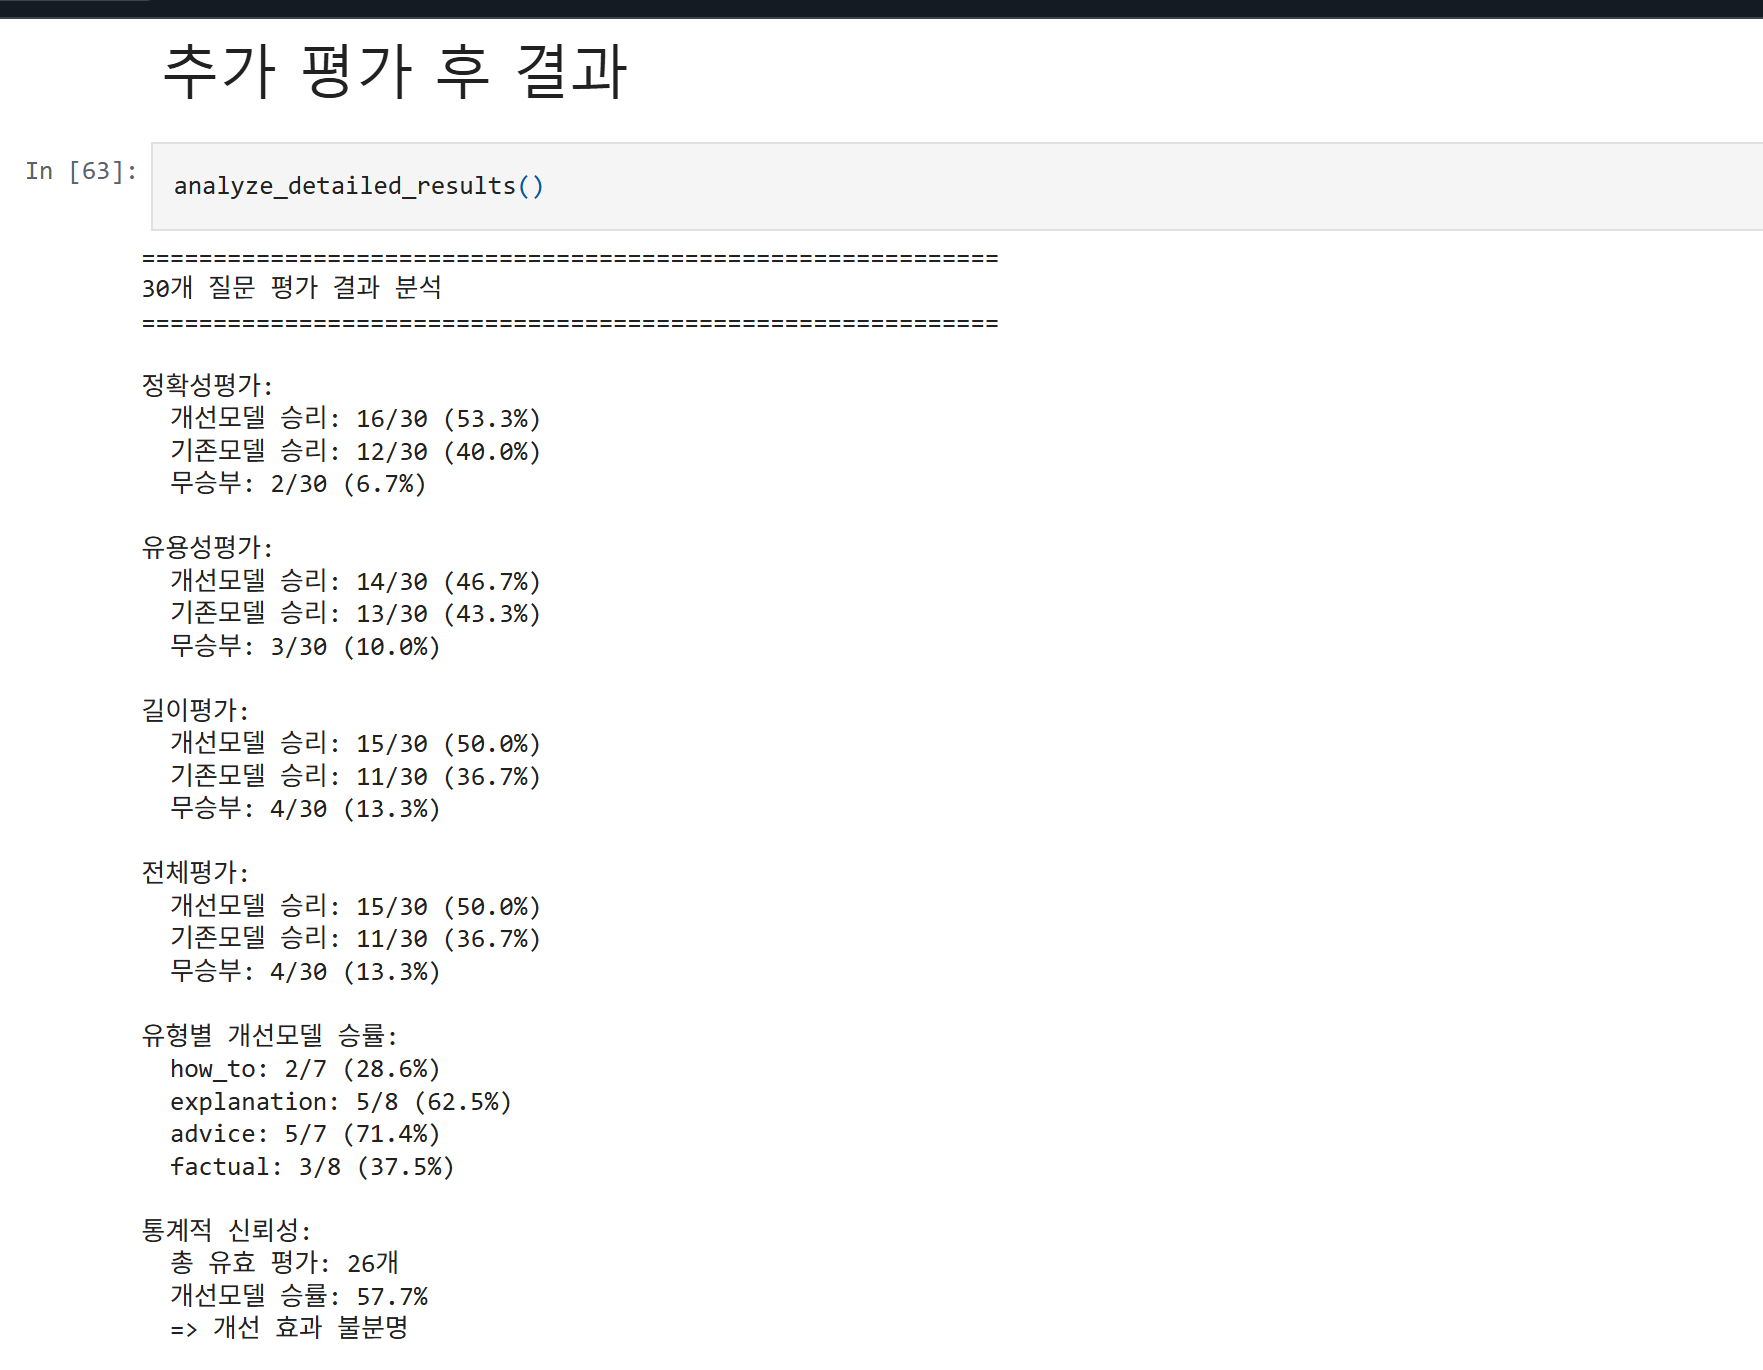 추가 평가 후 결과
In [63]:
analyze_detailed_results()
============================================================
30개 질문 평가 결과 분석
============================================================
정확성평가:
개선모델 승리: 16/30 (53.3%)
기존모델 승리: 12/30 (40.0%)
무승부: 2/30 (6.7%)
유용성평가:
개선모델 승리: 14/30 (46.7%)
기존모델 승리: 13/30 (43.3%)
무승부: 3/30 (10.0%)
길이평가:
개선모델 승리: 15/30 (50.0%)
기존모델 승리: 11/30 (36.7%)
무승부: 4/30 (13.3%)
전체평가:
개선모델 승리: 15/30 (50.0%)
기존모델 승리: 11/30 (36.7%)
무승부: 4/30 (13.3%)
유형별 개선모델 승률:
how_to: 2/7 (28.6%)
explanation: 5/8 (62.5%)
advice: 5/7 (71.4%)
factual: 3/8 (37.5%)
통계적 신뢰성:
총 유효 평가: 26개
개선모델 승률: 57.7%
=> 개선 효과 불분명